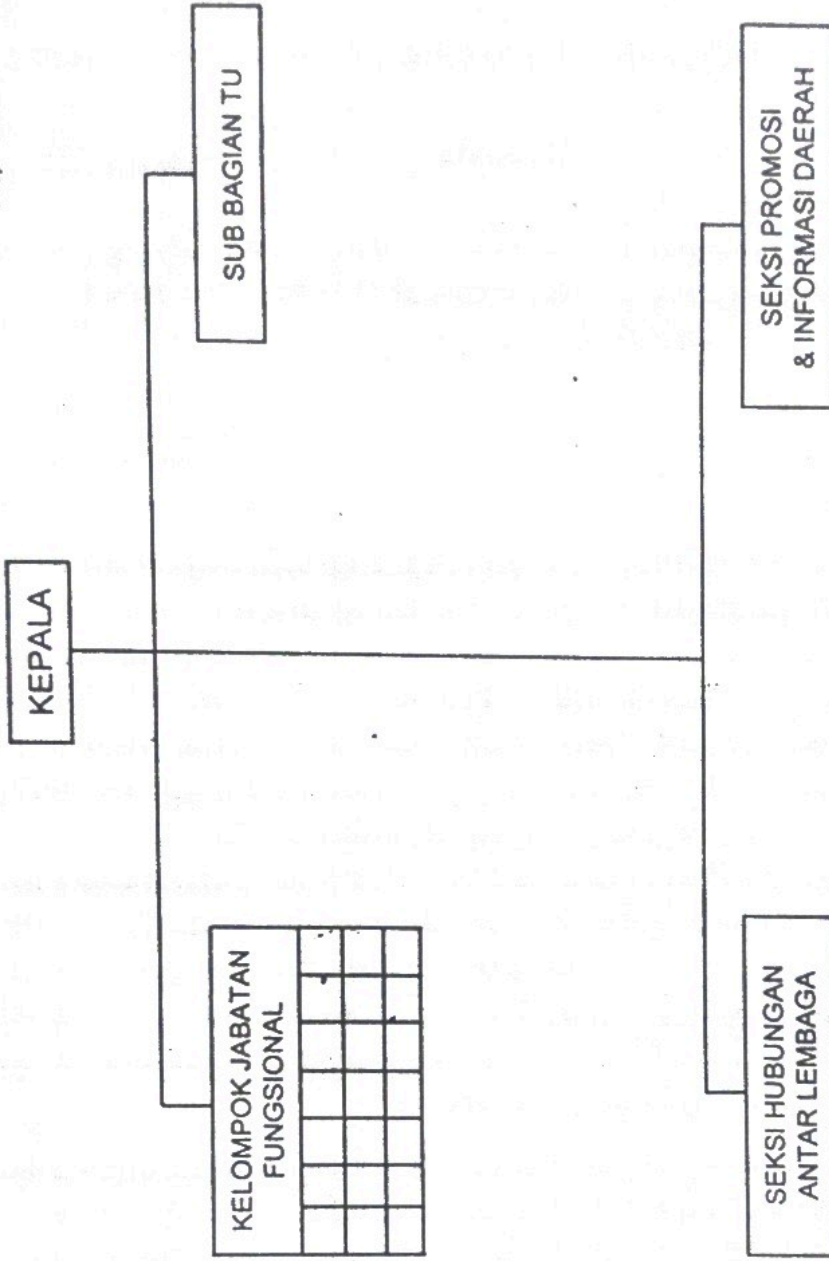 KEPALA
SUB BAGIAN TU
KELOMPOK JABATAN
FUNGSIONAL
SEKSI HUBUNGAN
ANTAR LEMBAGA
SEKSI PROMOSI
& INFORMASI DAERAH